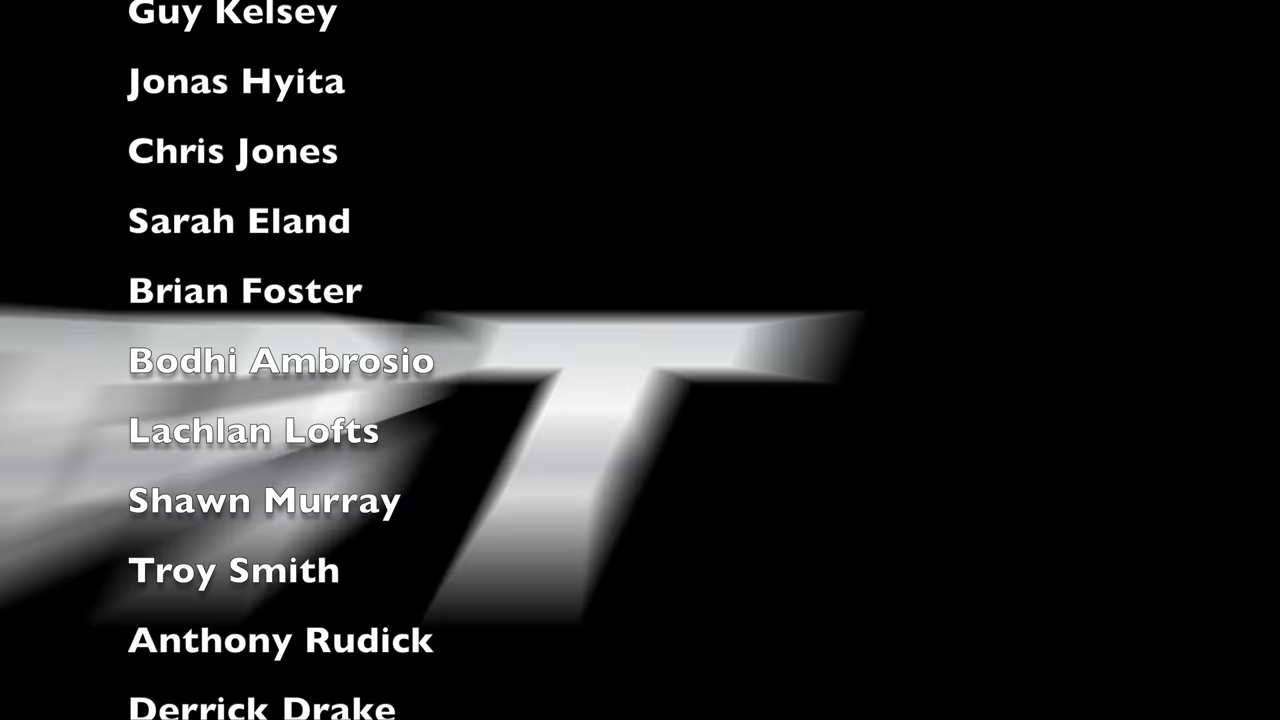 Guy Kelsey
Jonas Hyita
Chris Jones
Sarah Eland
Brian Foster
Bodhi Ambrosio
Lachlan Lofts
Shawn Murray
Troy Smith
Anthony Rudick
Derrick Drake
T